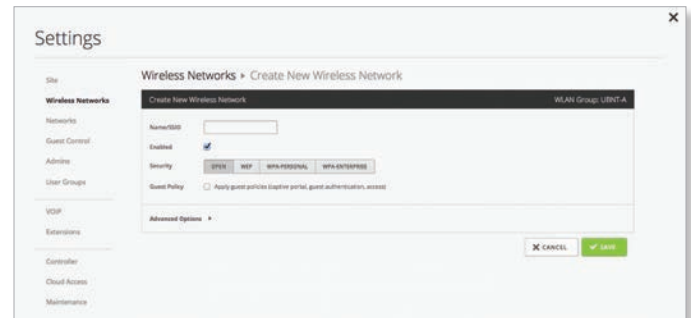 Settings
Site
Wireless Networks
Networks
Guest Control
Admins
User Groups
VOIP
Extensions
Controller
Cloud Access
Maintenance
Wireless Networks ▸ Create New Wireless Network
Create New Wireless Network WLAN Group: UBNT-A
Name/SSID
Enabled
Security OPEN WEP WPA-PERSONAL WPA-ENTERPRISE
Guest Policy Apply guest policies (captive portal, guest authentication, access)
Advanced Options ▸
CANCEL SAVE